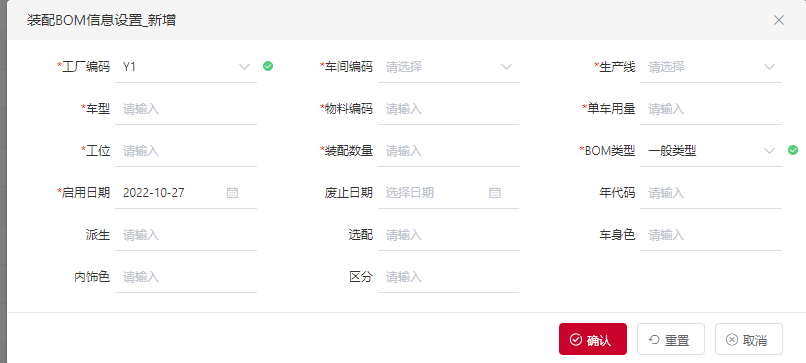 装配BOM信息设置_新增
*工厂编码 Y1 *车间编码 请选择 *生产线 请选择
*车型 请输入 *物料编码 请输入 *单车用量 请输入
*工位 请输入 *装配数量 请输入 *BOM类型 一般类型
*启用日期 2022-10-27 废止日期 选择日期 年代码 请输入
派生 请输入 选配 请输入 车身色 请输入
内饰色 请输入 区分 请输入
确认 重置 取消